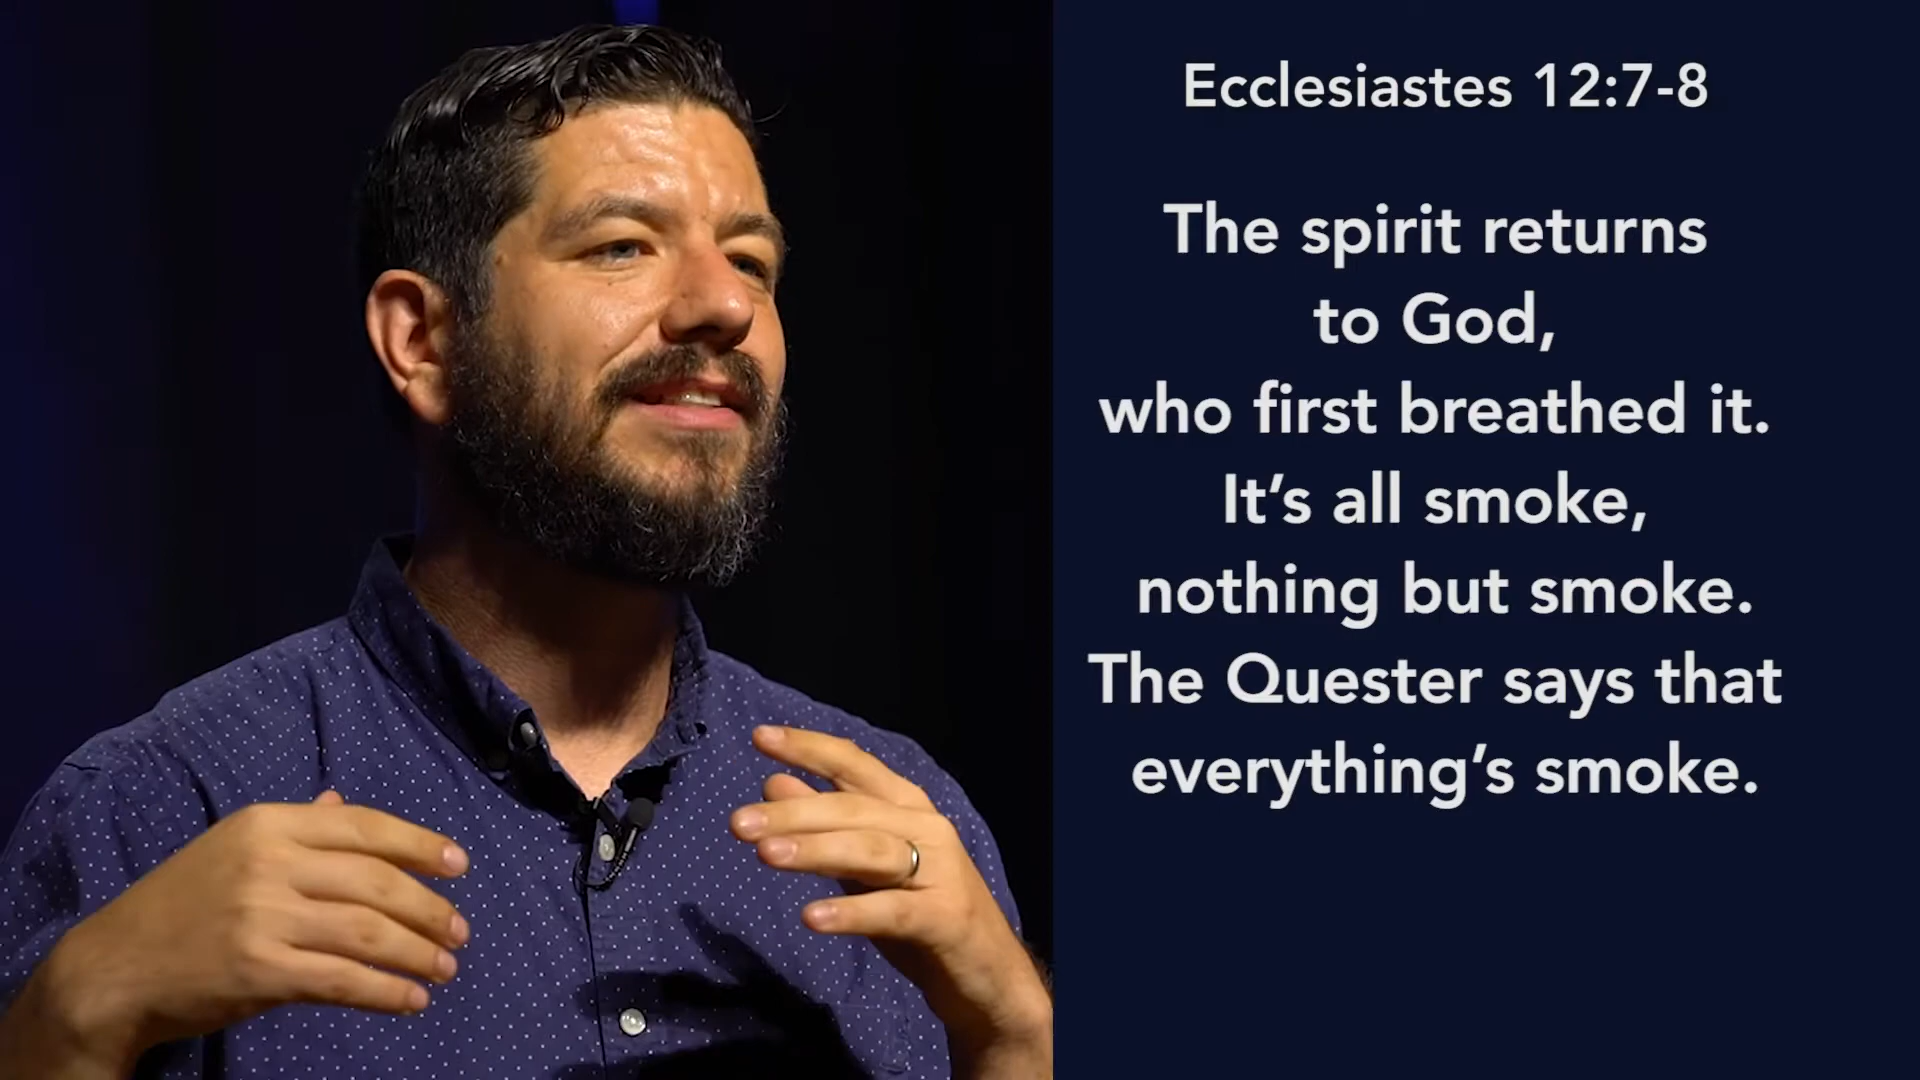 Ecclesiastes 12:7-8
The spirit returns
to God,
who first breathed it.
It’s all smoke,
nothing but smoke.
The Quester says that
everything’s smoke.